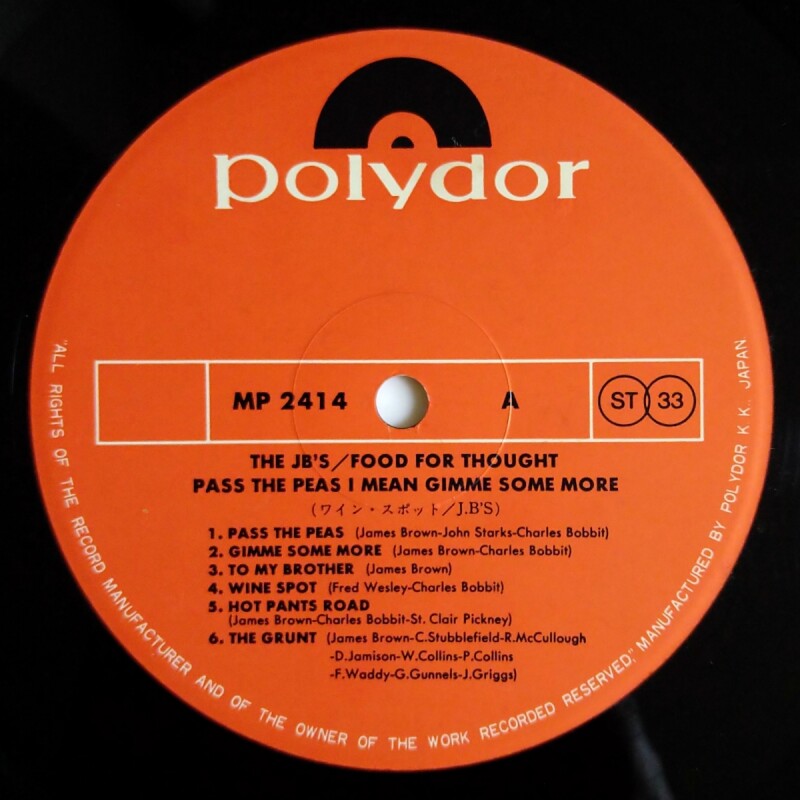 polydor
MP 2414 A ST 33
THE JB'S/FOOD FOR THOUGHT
PASS THE PEAS I MEAN GIMME SOME MORE
(ワイン・スポット/J.B'S)
1. PASS THE PEAS (James Brown-John Starks-Charles Bobbit)
2. GIMME SOME MORE (James Brown-Charles Bobbit)
3. TO MY BROTHER (James Brown)
4. WINE SPOT (Fred Wesley-Charles Bobbit)
5. HOT PANTS ROAD
(James Brown-Charles Bobbit-St. Clair Pickney)
6. THE GRUNT (James Brown-C.Stubblefield-R.McCullough
-D.Jamison-W.Collins-P.Collins
-F.Waddy-G.Gunnels-J.Griggs)
"ALL RIGHTS OF THE RECORD MANUFACTURER AND OF THE OWNER OF THE WORK RECORDED RESERVED," MANUFACTURED BY POLYDOR K.K., JAPAN